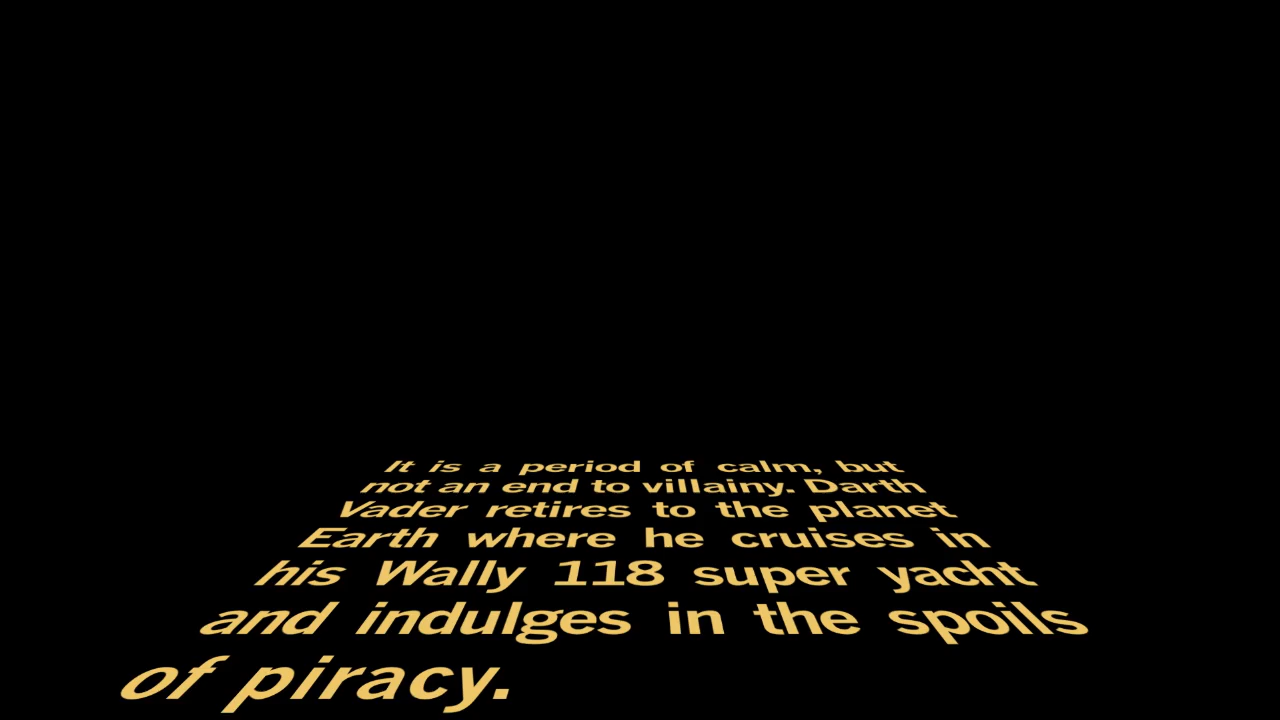 It is a period of calm, but
not an end to villainy. Darth
Vader retires to the planet
Earth where he cruises in
his Wally 118 super yacht
and indulges in the spoils
of piracy.